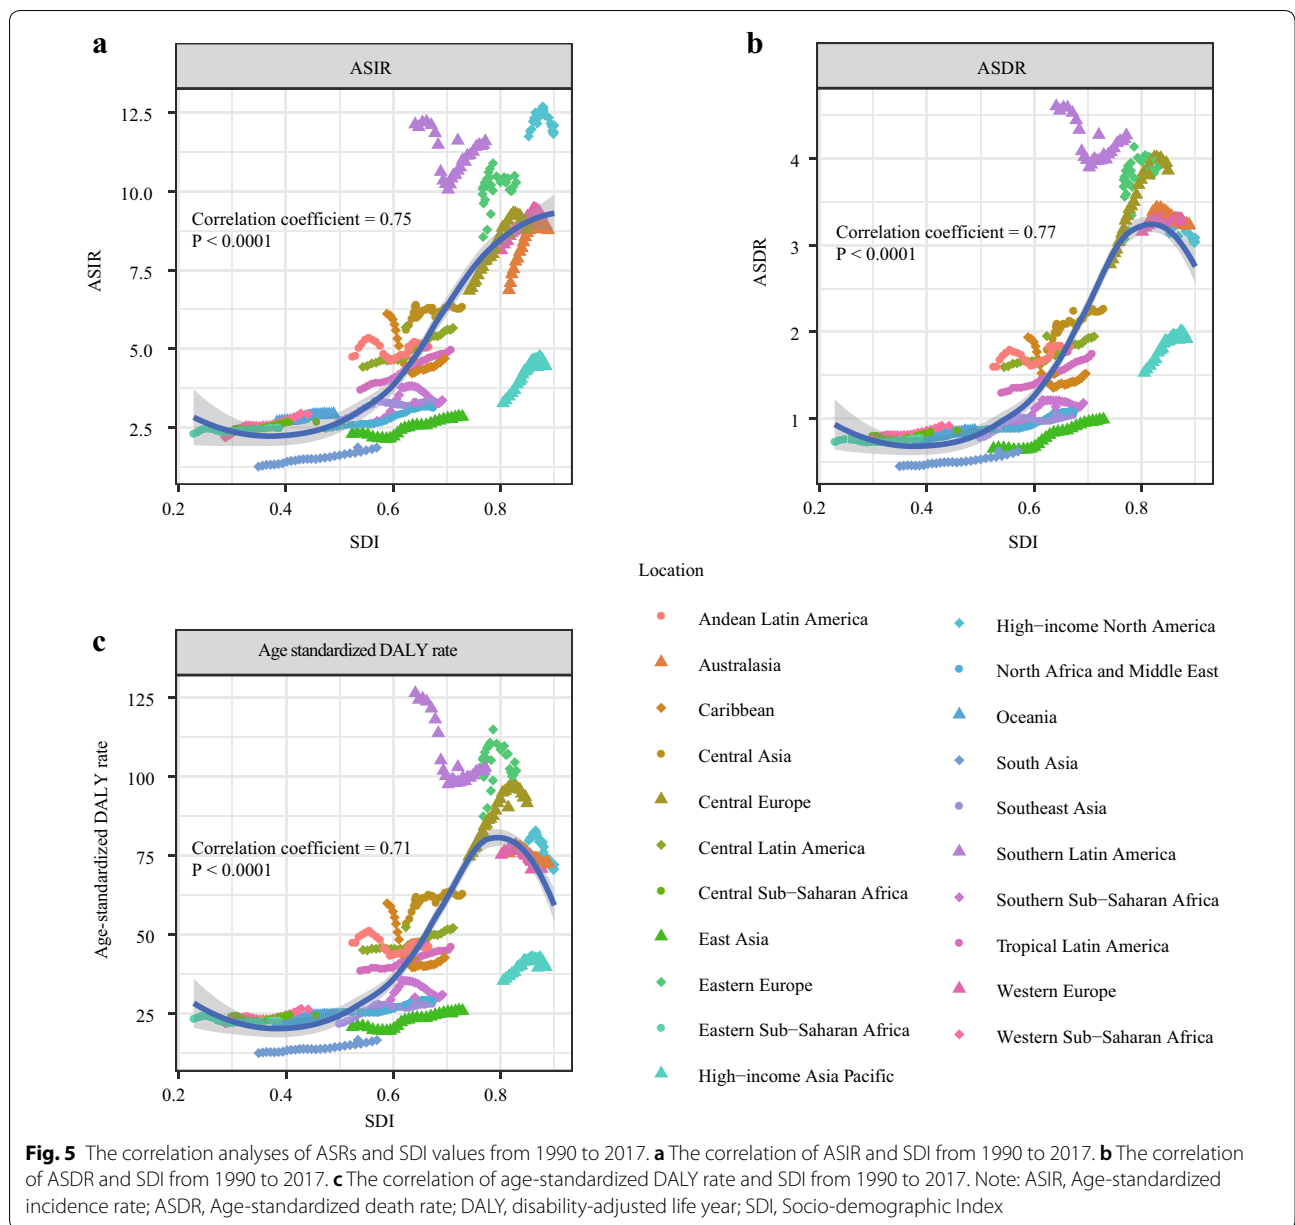 a
ASIR
12.5
10.0
7.5
5.0
2.5
ASIR
Correlation coefficient = 0.75
P < 0.0001
0.2 0.4 0.6 0.8
SDI
b
ASDR
4
3
2
1
ASDR
Correlation coefficient = 0.77
P < 0.0001
0.2 0.4 0.6 0.8
SDI
c
Age standardized DALY rate
125
100
75
50
25
Age-standardized DALY rate
Correlation coefficient = 0.71
P < 0.0001
0.2 0.4 0.6 0.8
SDI
Location
Andean Latin America
Australasia
Caribbean
Central Asia
Central Europe
Central Latin America
Central Sub−Saharan Africa
East Asia
Eastern Europe
Eastern Sub−Saharan Africa
High−income Asia Pacific
High−income North America
North Africa and Middle East
Oceania
South Asia
Southeast Asia
Southern Latin America
Southern Sub−Saharan Africa
Tropical Latin America
Western Europe
Western Sub−Saharan Africa
Fig. 5 The correlation analyses of ASRs and SDI values from 1990 to 2017. a The correlation of ASIR and SDI from 1990 to 2017. b The correlation
of ASDR and SDI from 1990 to 2017. c The correlation of age-standardized DALY rate and SDI from 1990 to 2017. Note: ASIR, Age-standardized
incidence rate; ASDR, Age-standardized death rate; DALY, disability-adjusted life year; SDI, Socio-demographic Index